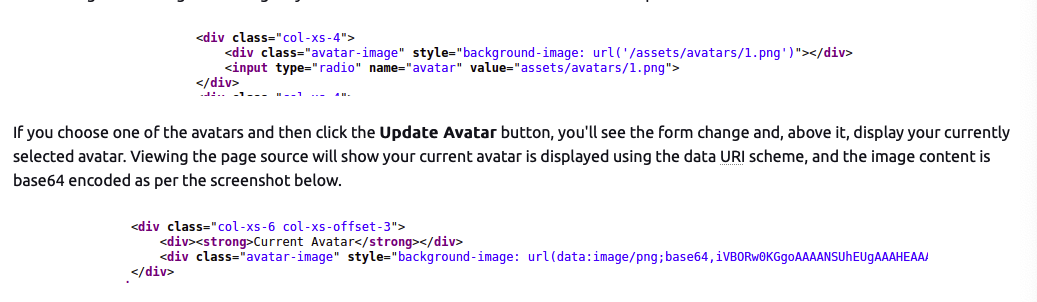 <div class="col-xs-4">
<div class="avatar-image" style="background-image: url('/assets/avatars/1.png')"></div>
<input type="radio" name="avatar" value="assets/avatars/1.png">
</div>
If you choose one of the avatars and then click the Update Avatar button, you'll see the form change and, above it, display your currently
selected avatar. Viewing the page source will show your current avatar is displayed using the data URI scheme, and the image content is
base64 encoded as per the screenshot below.
<div class="col-xs-6 col-xs-offset-3">
<div><strong>Current Avatar</strong></div>
<div class="avatar-image" style="background-image: url(data:image/png;base64,iVBORw0KGgoAAAANSUhEUgAAAHEAA
</div>